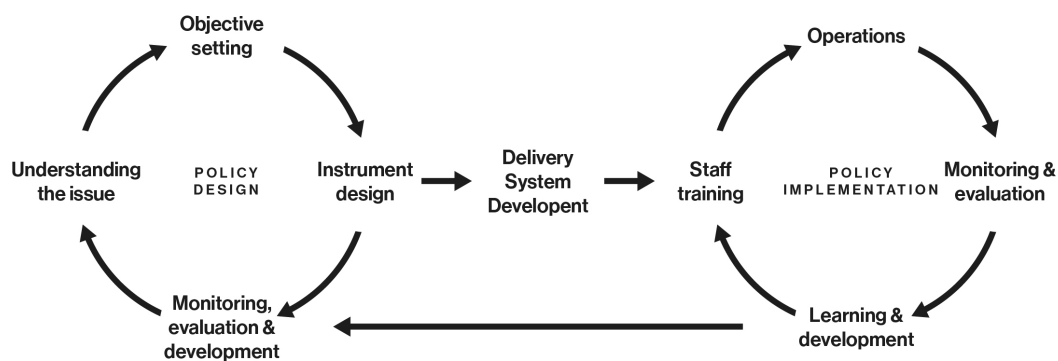 Objective
setting
Understanding
the issue
POLICY
DESIGN
Instrument
design
Monitoring,
evaluation &
development
Delivery
System
Developent
Operations
Staff
training
POLICY
IMPLEMENTATION
Monitoring &
evaluation
Learning &
development